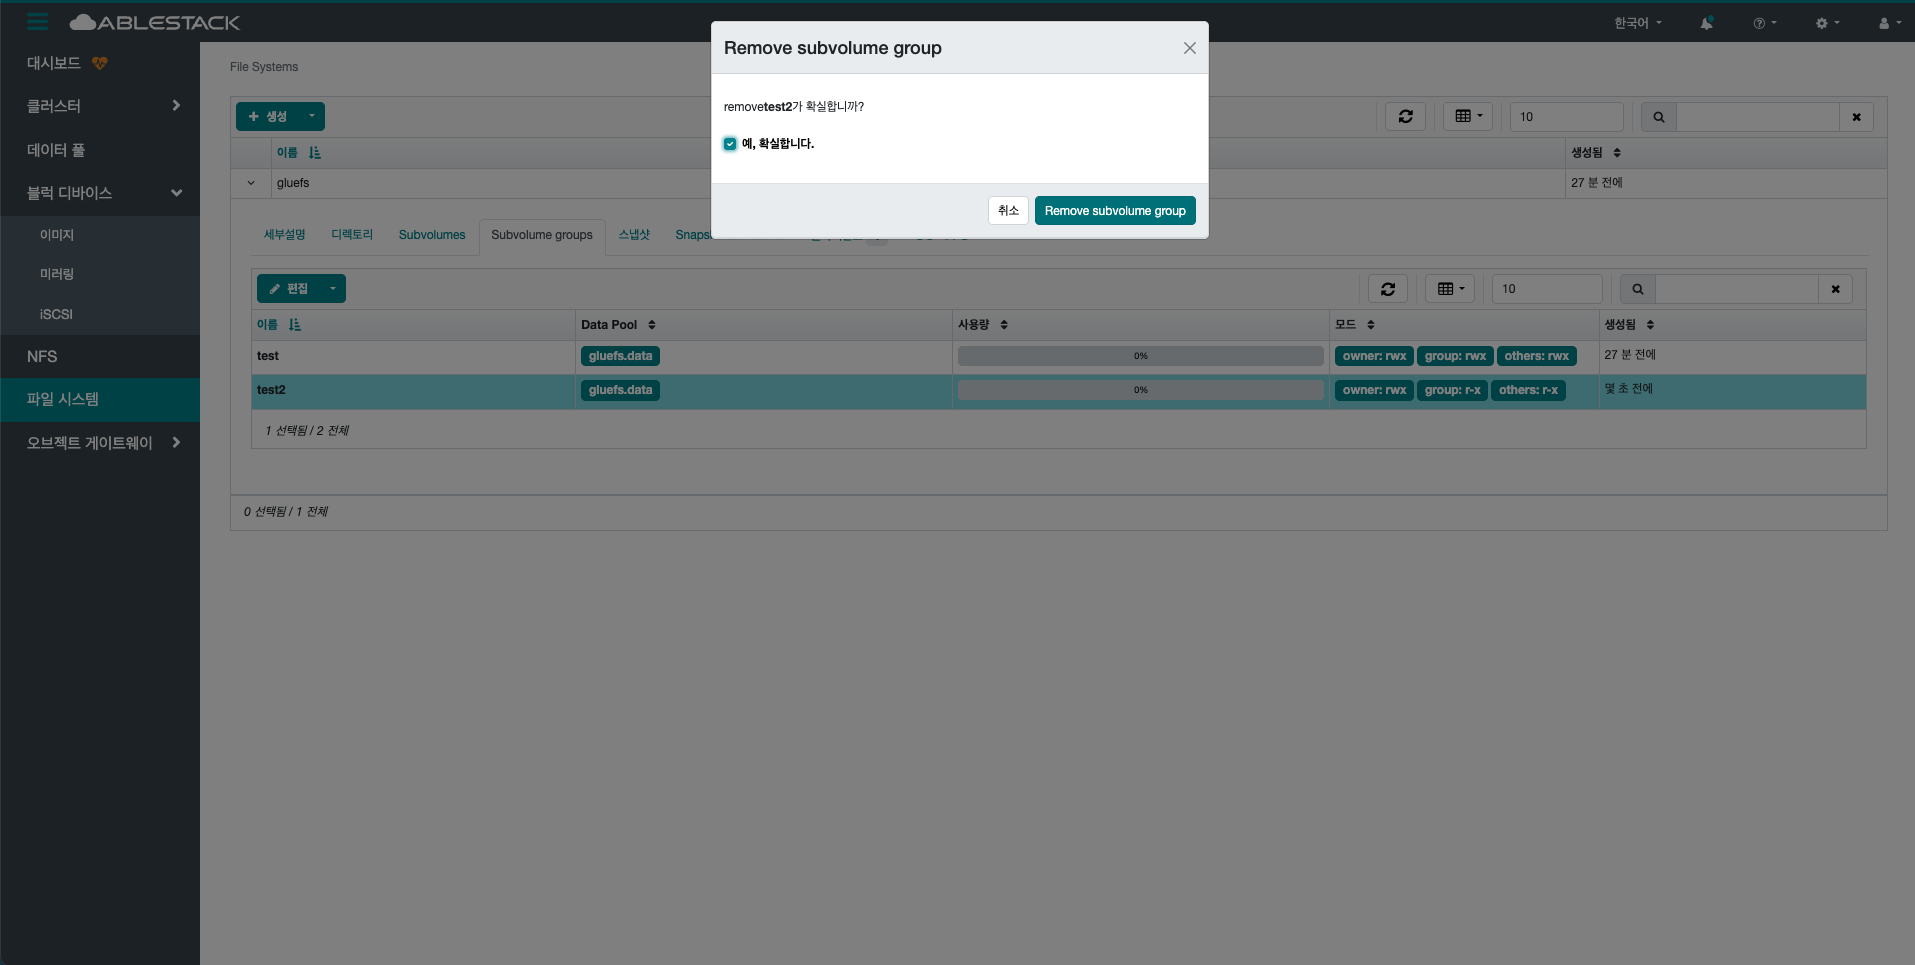 ABLESTACK
한국어
Remove subvolume group
대시보드
클러스터
데이터 풀
블럭 디바이스
이미지
미러링
iSCSI
NFS
파일 시스템
오브젝트 게이트웨이
File Systems
removetest2가 확실합니까?
예, 확실합니다.
취소 Remove subvolume group
생성 10
이름 생성됨
gluefs 27 분 전에
세부설명 디렉토리 Subvolumes Subvolume groups 스냅샷
편집 10
이름 Data Pool 사용량 모드 생성됨
test gluefs.data 0% owner: rwx group: rwx others: rwx 27 분 전에
test2 gluefs.data 0% owner: rwx group: r-x others: r-x 몇 초 전에
1 선택됨 / 2 전체
0 선택됨 / 1 전체